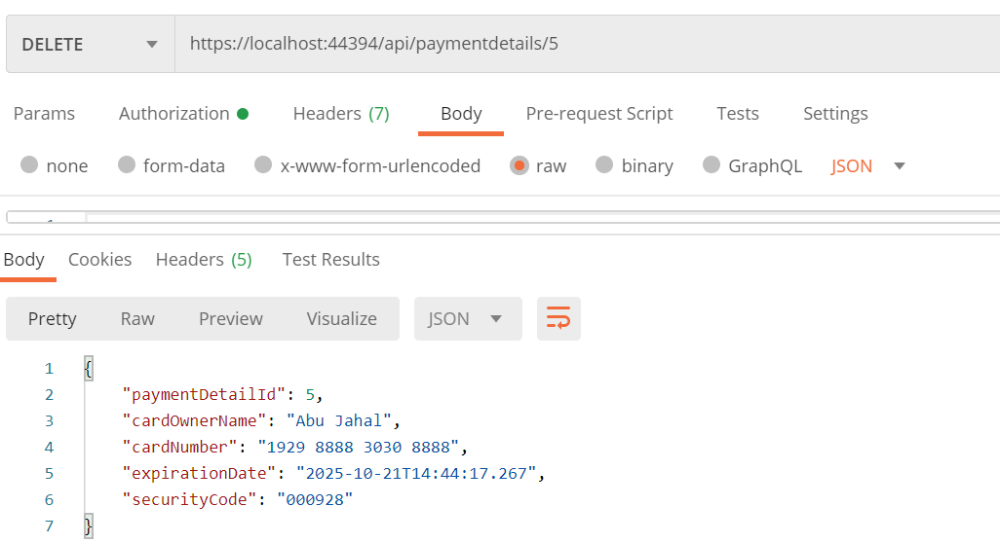 DELETE https://localhost:44394/api/paymentdetails/5
Params Authorization Headers (7) Body Pre-request Script Tests Settings
none form-data x-www-form-urlencoded raw binary GraphQL JSON
Body Cookies Headers (5) Test Results
Pretty Raw Preview Visualize JSON
1 {
2 "paymentDetailId": 5,
3 "cardOwnerName": "Abu Jahal",
4 "cardNumber": "1929 8888 3030 8888",
5 "expirationDate": "2025-10-21T14:44:17.267",
6 "securityCode": "000928"
7 }